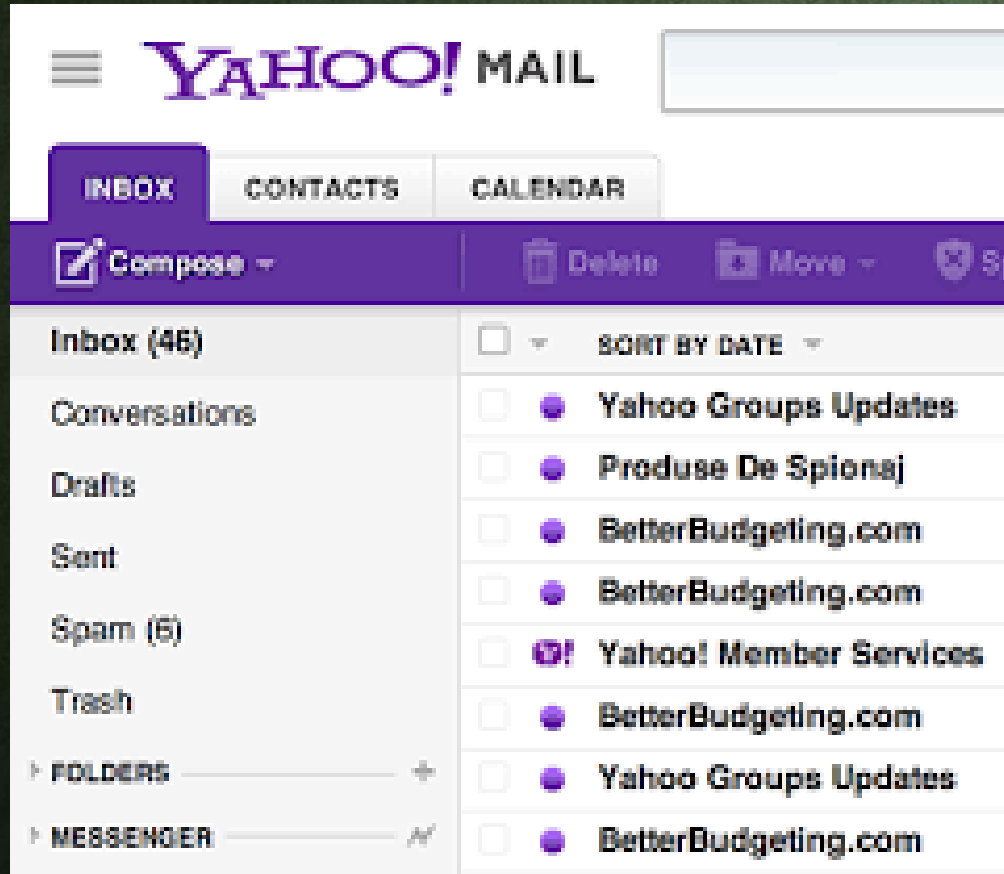 YAHOO! MAIL
INBOX CONTACTS CALENDAR
Compose Delete Move
Inbox (46)
Conversations
Drafts
Sent
Spam (6)
Trash
FOLDERS
MESSENGER
SORT BY DATE
Yahoo Groups Updates
Produse De Spionaj
BetterBudgeting.com
BetterBudgeting.com
Y! Yahoo! Member Services
BetterBudgeting.com
Yahoo Groups Updates
BetterBudgeting.com